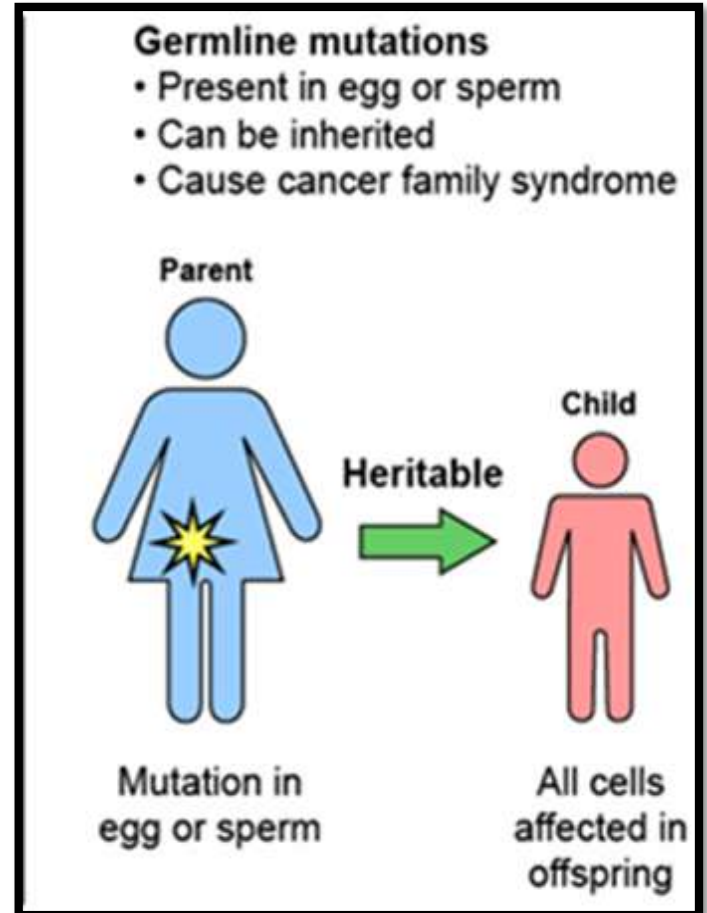 Germline mutations
• Present in egg or sperm
• Can be inherited
• Cause cancer family syndrome
Parent
Child
Heritable
Mutation in
egg or sperm
All cells
affected in
offspring